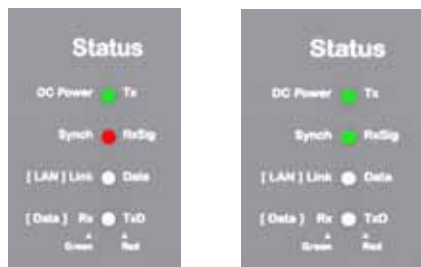 Status
DC Power Tx
Synch RxSig
[ LAN ] Link Data
[ Data ] Rx TxD
Green Red
Status
DC Power Tx
Synch RxSig
[ LAN ] Link Data
[ Data ] Rx TxD
Green Red